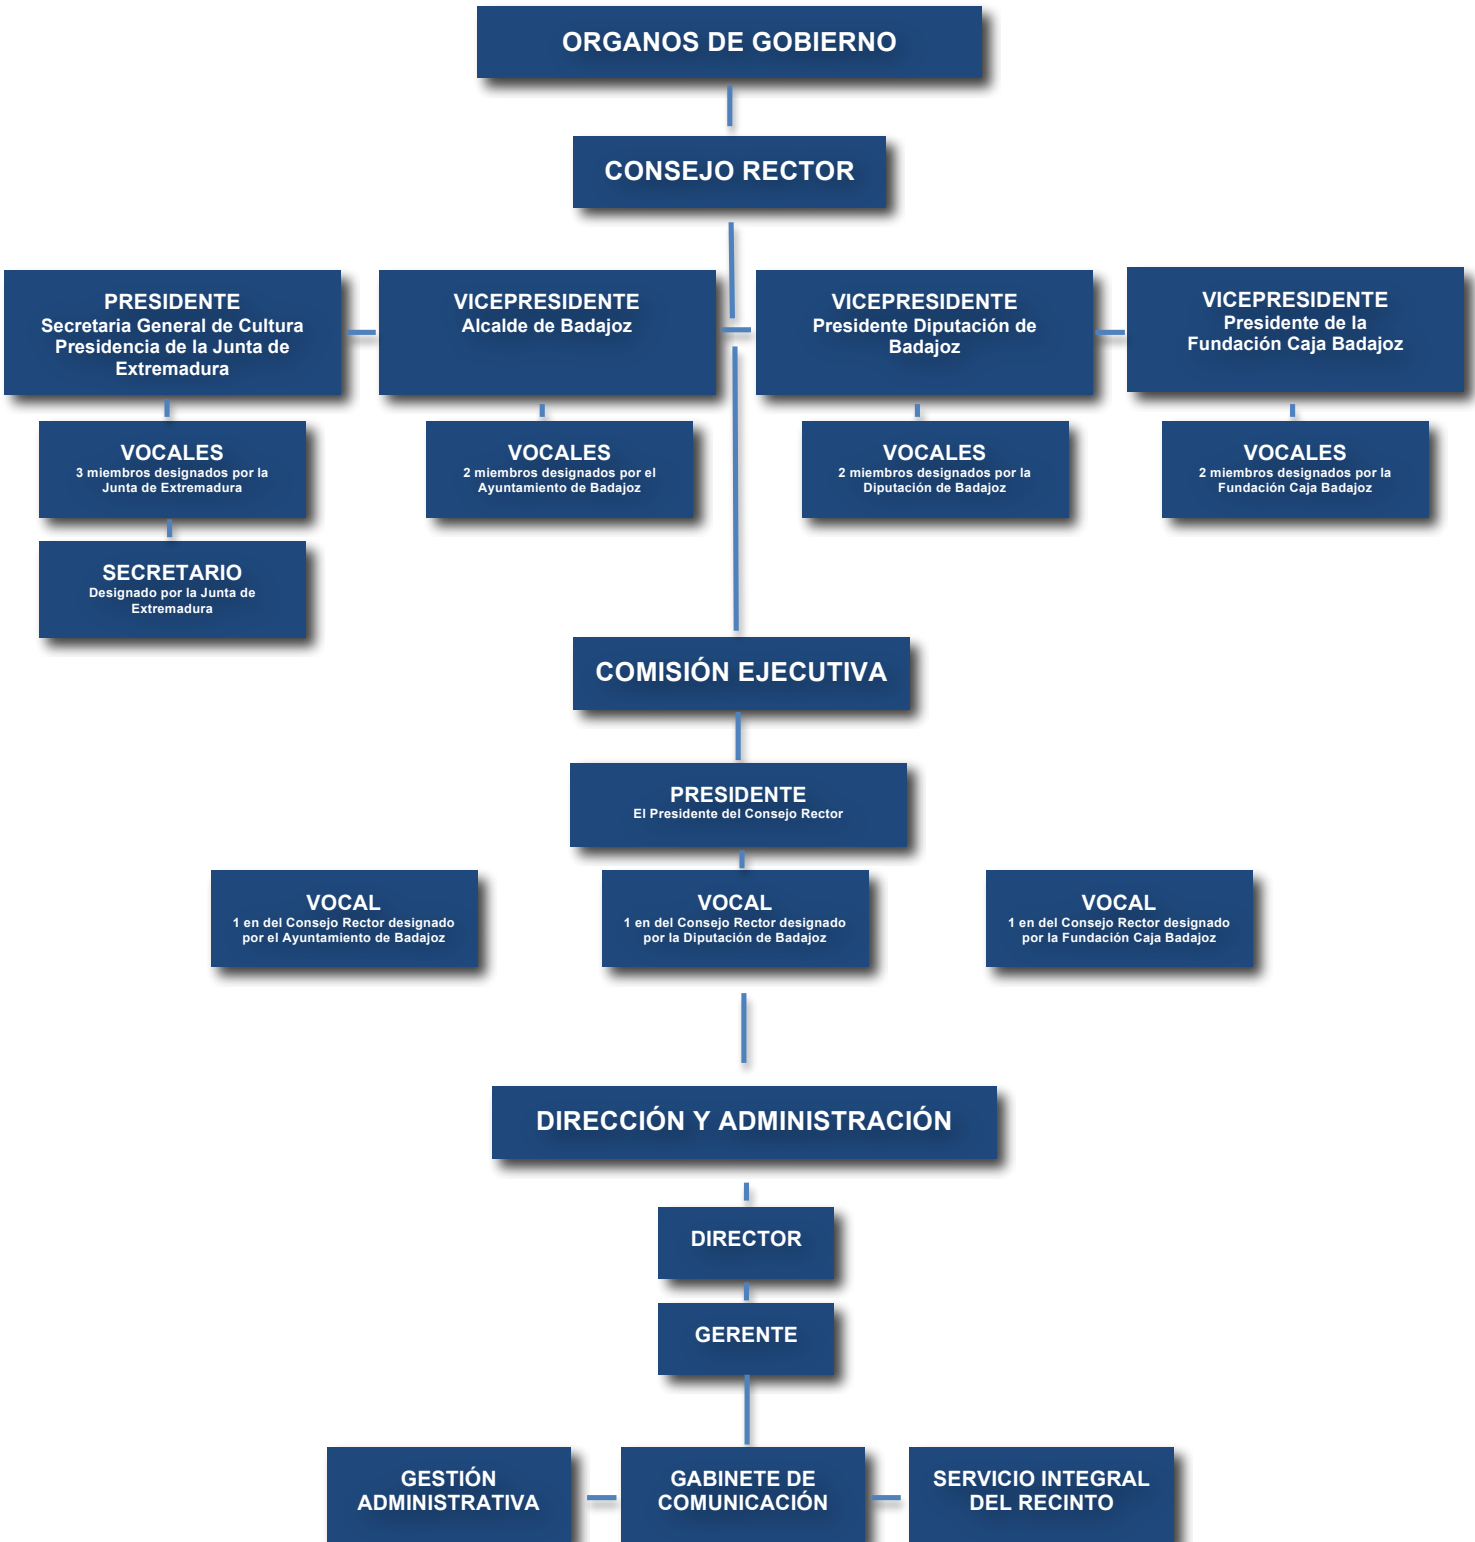 ORGANOS DE GOBIERNO
CONSEJO RECTOR
PRESIDENTE
Secretaria General de Cultura
Presidencia de la Junta de
Extremadura
VICEPRESIDENTE
Alcalde de Badajoz
VICEPRESIDENTE
Presidente Diputación de
Badajoz
VICEPRESIDENTE
Presidente de la
Fundación Caja Badajoz
VOCALES
3 miembros designados por la
Junta de Extremadura
VOCALES
2 miembros designados por el
Ayuntamiento de Badajoz
VOCALES
2 miembros designados por la
Diputación de Badajoz
VOCALES
2 miembros designados por la
Fundación Caja Badajoz
SECRETARIO
Designado por la Junta de
Extremadura
COMISIÓN EJECUTIVA
PRESIDENTE
El Presidente del Consejo Rector
VOCAL
1 en del Consejo Rector designado
por el Ayuntamiento de Badajoz
VOCAL
1 en del Consejo Rector designado
por la Diputación de Badajoz
VOCAL
1 en del Consejo Rector designado
por la Fundación Caja Badajoz
DIRECCIÓN Y ADMINISTRACIÓN
DIRECTOR
GERENTE
GESTIÓN
ADMINISTRATIVA
GABINETE DE
COMUNICACIÓN
SERVICIO INTEGRAL
DEL RECINTO